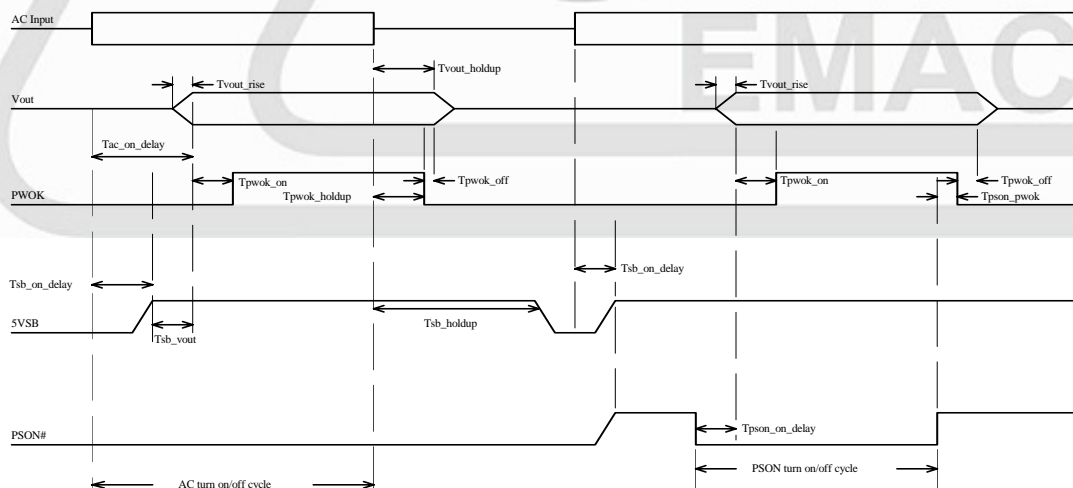 AC Input
EMAC
Tvout_holdup
Tvout_rise
Tvout_rise
Vout
Tac_on_delay
Tpwok_on
Tpwok_off
Tpwok_on
Tpwok_off
PWOK
Tpwok_holdup
Tpson_pwok
Tsb_on_delay
Tsb_on_delay
5VSB
Tsb_holdup
Tsb_vout
PSON#
Tpson_on_delay
AC turn on/off cycle
PSON turn on/off cycle